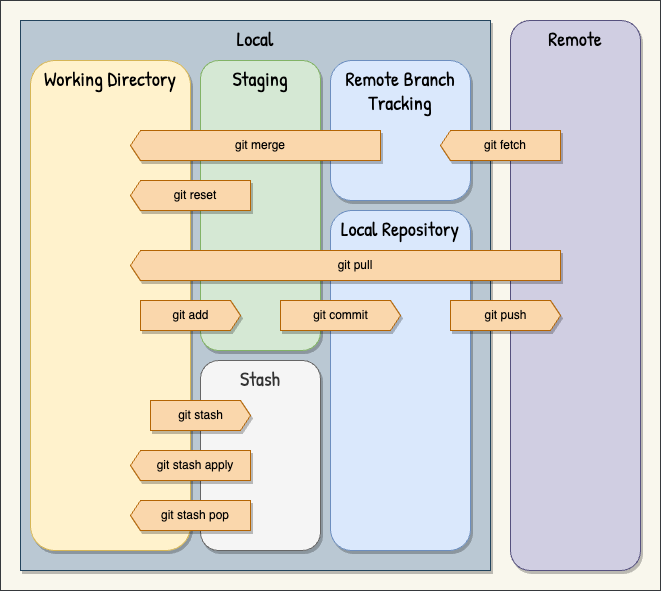 Local
Remote
Working Directory
Staging
Remote Branch
Tracking
git merge
git fetch
git reset
Local Repository
git pull
git add
git commit
git push
Stash
git stash
git stash apply
git stash pop